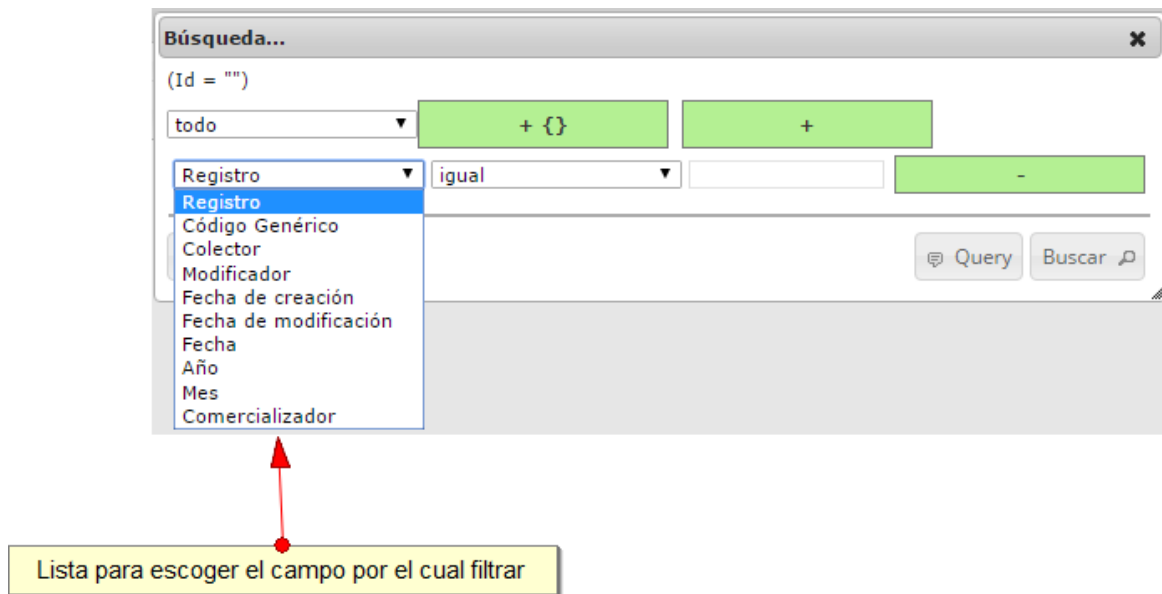 Búsqueda...
(Id = "")
todo + {} +
Registro igual -
Registro
Código Genérico
Colector
Modificador
Query Buscar
Fecha de creación
Fecha de modificación
Fecha
Año
Mes
Comercializador
Lista para escoger el campo por el cual filtrar